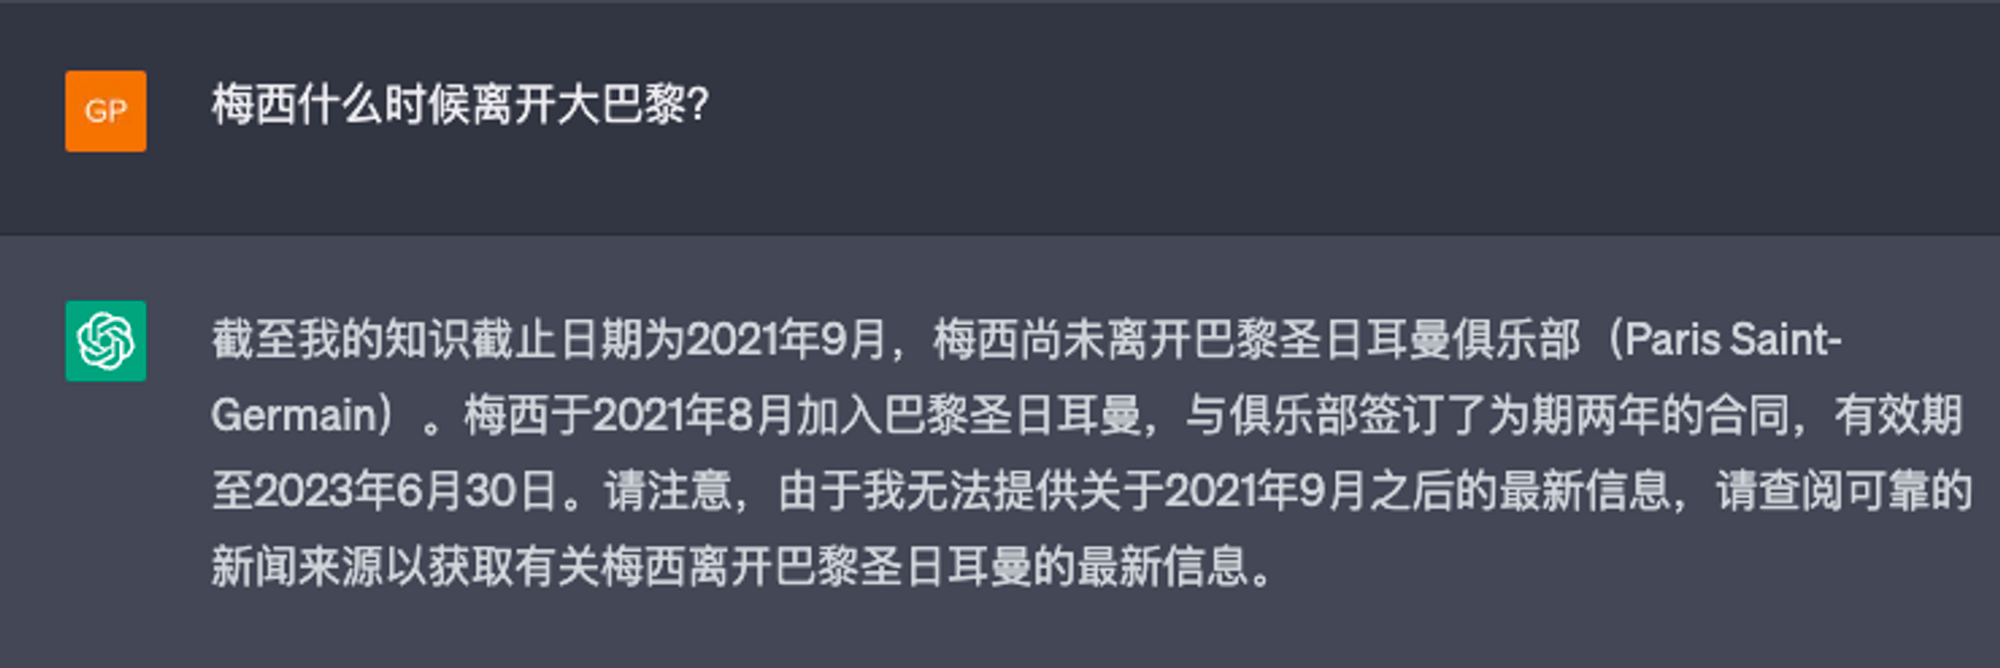 GP
梅西什么时候离开大巴黎?
截至我的知识截止日期为2021年9月，梅西尚未离开巴黎圣日耳曼俱乐部（Paris Saint-
Germain）。梅西于2021年8月加入巴黎圣日耳曼，与俱乐部签订了为期两年的合同，有效期
至2023年6月30日。请注意，由于我无法提供关于2021年9月之后的最新信息，请查阅可靠的
新闻来源以获取有关梅西离开巴黎圣日耳曼的最新信息。